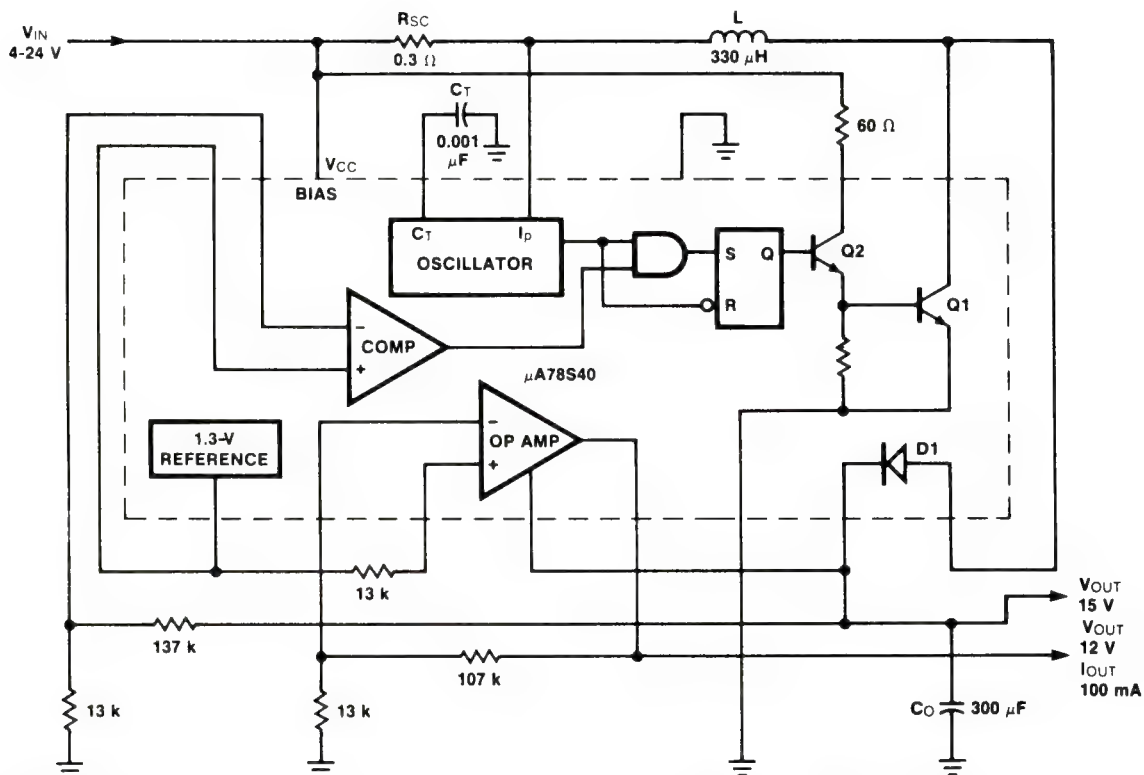 VIN
4-24 V
RSC
0.3 Ω
L
330 μH
CT
0.001
μF
60 Ω
VCC
BIAS
CT
IP
OSCILLATOR
S
Q
R
Q2
Q1
−
COMP
+
μA78S40
−
OP AMP
+
1.3-V
REFERENCE
D1
13 k
137 k
107 k
13 k
13 k
VOUT
15 V
VOUT
12 V
IOUT
100 mA
CO
300 μF